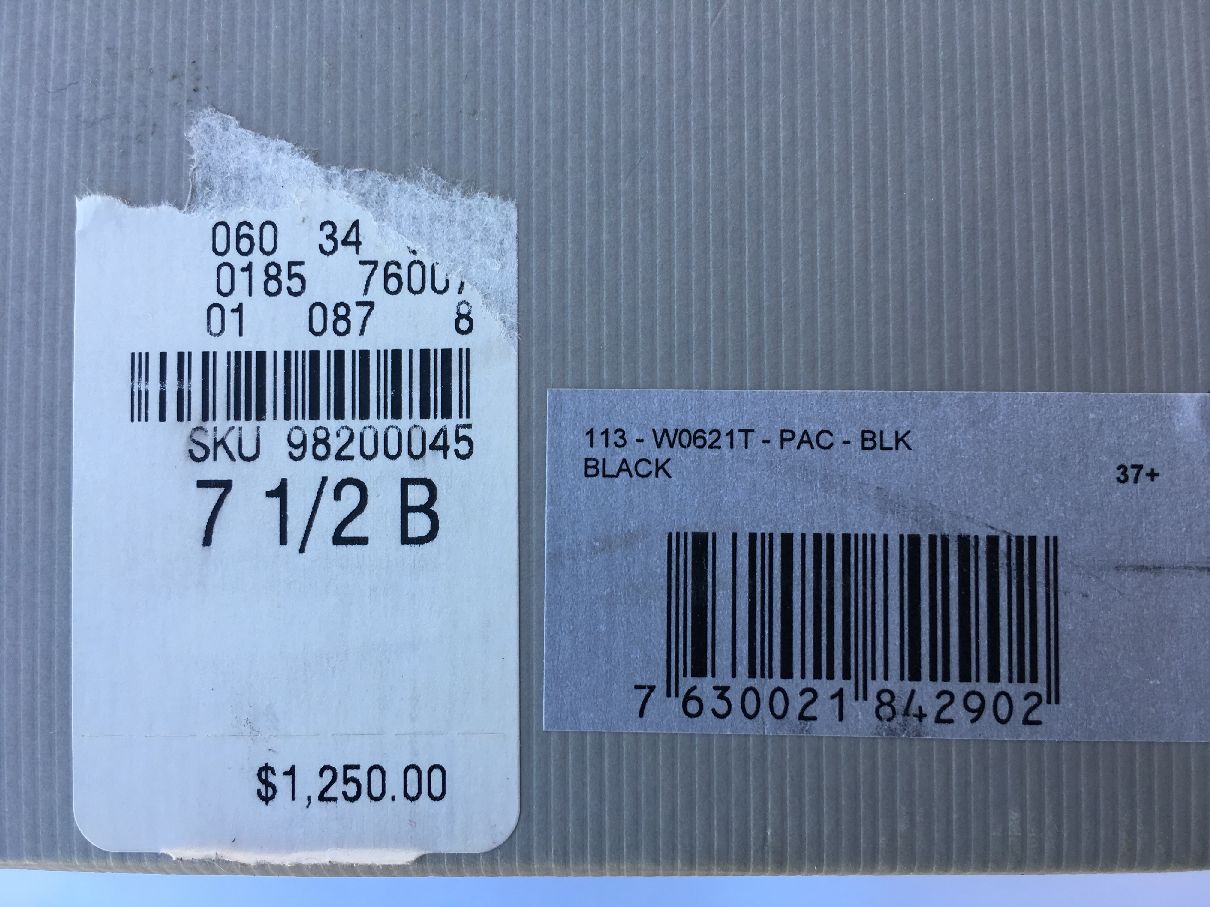 060 34
0185
01 087 8
SKU 98200045
7 1/2 B
$1,250.00
113 - W0621T - PAC - BLK
BLACK
37+
7 630021 842902